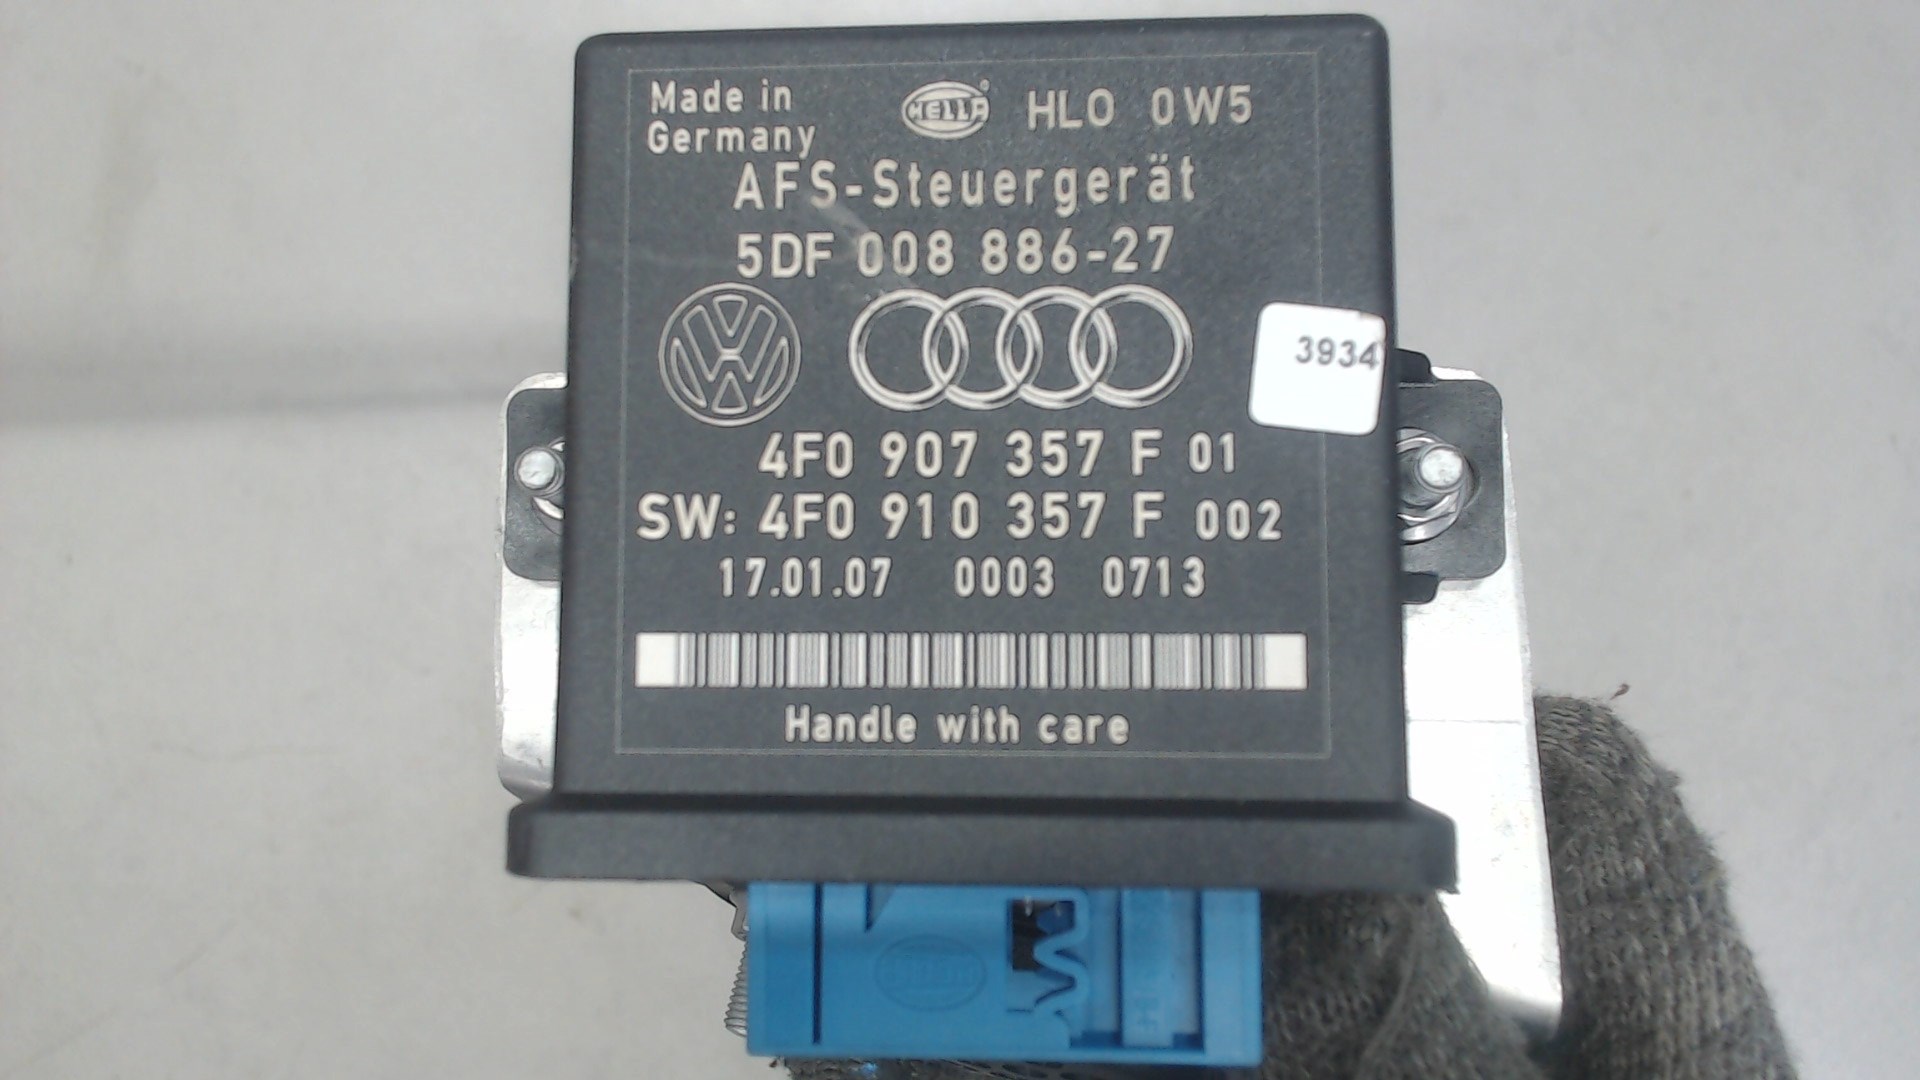 Made in
Germany
HELLA HL0 0W5
AFS-Steuergerät
5DF 008 886-27
3934
4F0 907 357 F 01
SW: 4F0 910 357 F 002
17.01.07 0003 0713
Handle with care